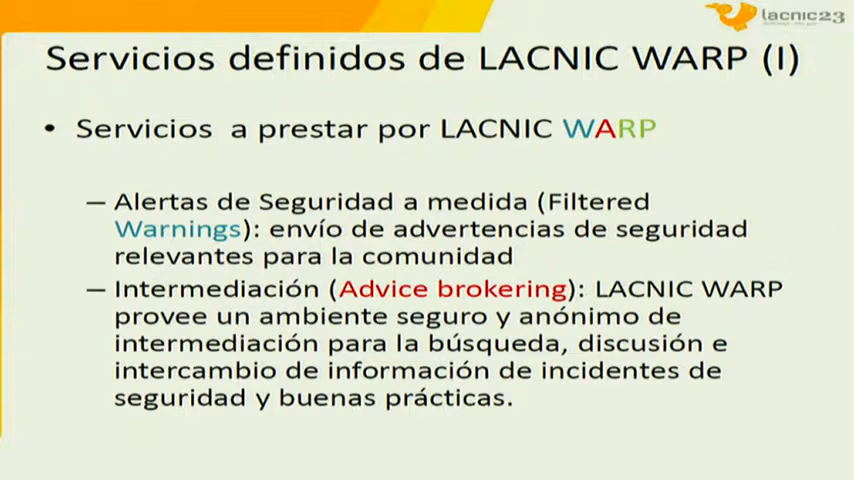 lacnic23
Servicios definidos de LACNIC WARP (I)
• Servicios a prestar por LACNIC WARP
– Alertas de Seguridad a medida (Filtered
Warnings): envío de advertencias de seguridad
relevantes para la comunidad
– Intermediación (Advice brokering): LACNIC WARP
provee un ambiente seguro y anónimo de
intermediación para la búsqueda, discusión e
intercambio de información de incidentes de
seguridad y buenas prácticas.